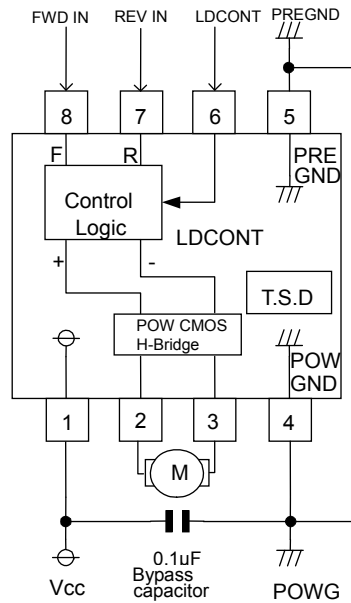 FWD IN REV IN LDCONT PREGND
8 7 6 5
F R
PRE
GND
Control
Logic
LDCONT
+ -
T.S.D
POW CMOS
H-Bridge
POW
GND
1 2 3 4
M
0.1uF
Bypass
capacitor
Vcc
POWG